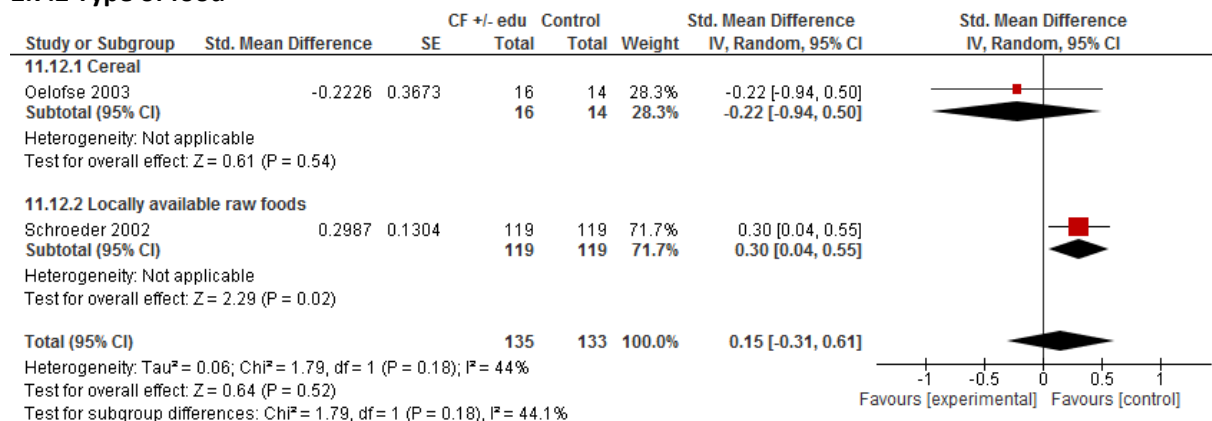 CF +/- edu Control Std. Mean Difference Std. Mean Difference
Study or Subgroup Std. Mean Difference SE Total Total Weight IV, Random, 95% CI IV, Random, 95% CI
11.12.1 Cereal
Oelofse 2003 -0.2226 0.3673 16 14 28.3% -0.22 [-0.94, 0.50]
Subtotal (95% CI) 16 14 28.3% -0.22 [-0.94, 0.50]
Heterogeneity: Not applicable
Test for overall effect: Z = 0.61 (P = 0.54)
11.12.2 Locally available raw foods
Schroeder 2002 0.2987 0.1304 119 119 71.7% 0.30 [0.04, 0.55]
Subtotal (95% CI) 119 119 71.7% 0.30 [0.04, 0.55]
Heterogeneity: Not applicable
Test for overall effect: Z = 2.29 (P = 0.02)
Total (95% CI) 135 133 100.0% 0.15 [-0.31, 0.61]
Heterogeneity: Tau² = 0.06; Chi² = 1.79, df = 1 (P = 0.18); I² = 44%
Test for overall effect: Z = 0.64 (P = 0.52)
Test for subgroup differences: Chi² = 1.79, df = 1 (P = 0.18), I² = 44.1%
-1 -0.5 0 0.5 1
Favours [experimental] Favours [control]